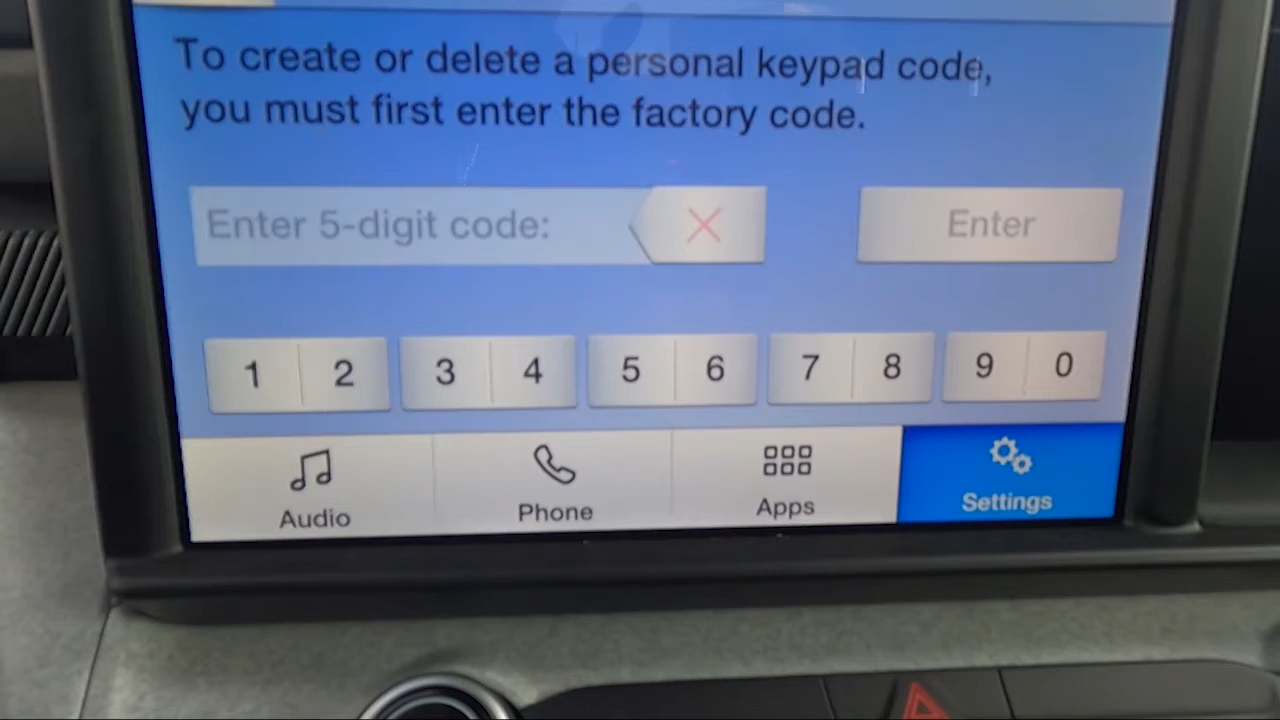 To create or delete a personal keypad code,
you must first enter the factory code.
Enter 5-digit code:
Enter
1 2 3 4 5 6 7 8 9 0
Audio Phone Apps Settings